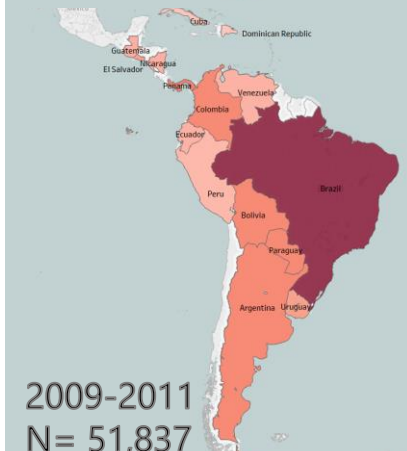 Cuba
Dominican Republic
Guatemala
Nicaragua
El Salvador
Panama
Venezuela
Colombia
Ecuador
Peru
Brazil
Bolivia
Paraguay
Argentina
Uruguay
2009-2011
N= 51,837